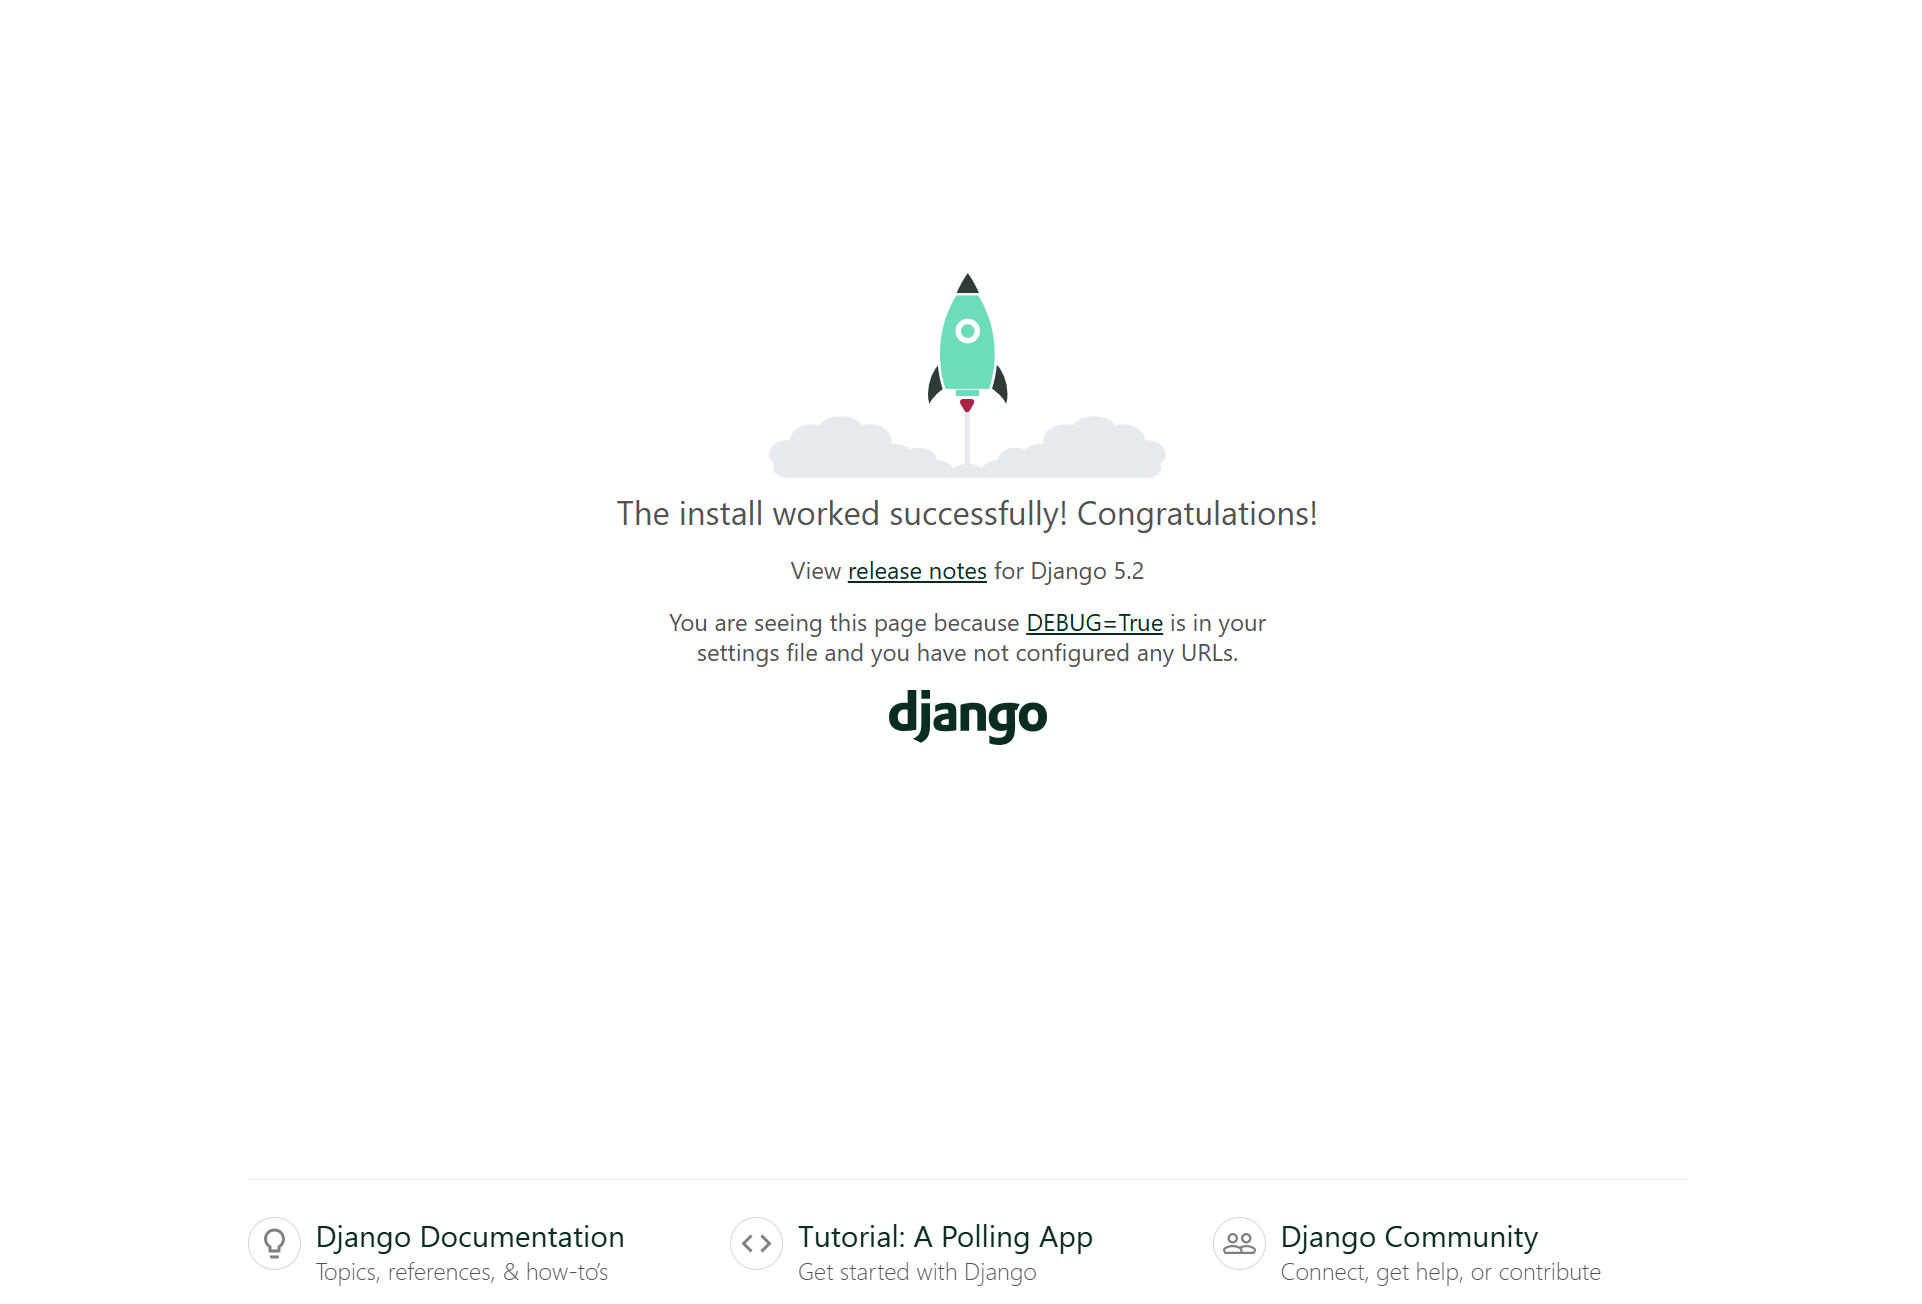 The install worked successfully! Congratulations!
View release notes for Django 5.2
You are seeing this page because DEBUG=True is in your
settings file and you have not configured any URLs.
django
Django Documentation
Topics, references, & how-to’s
Tutorial: A Polling App
Get started with Django
Django Community
Connect, get help, or contribute